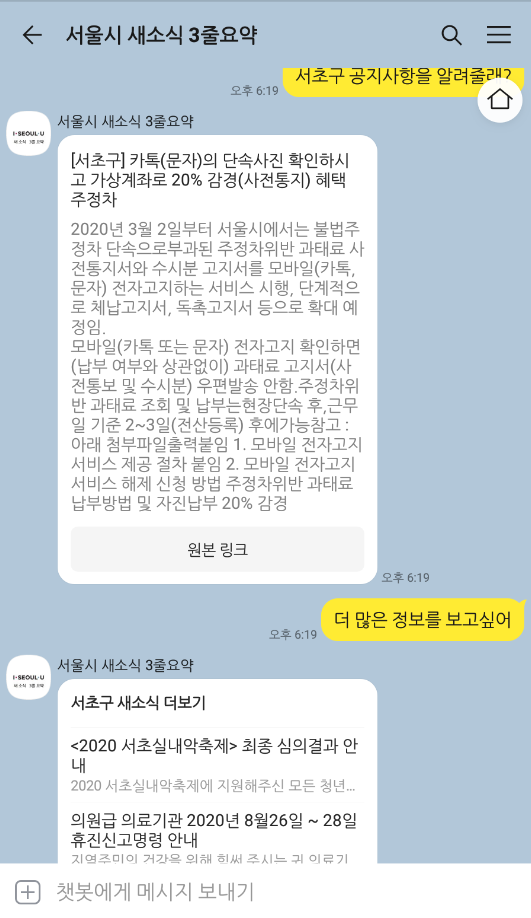 서울시 새소식 3줄요약
서초구 공지사항을 알려줄래?
오후 6:19
I·SEOUL·U
새소식 3줄 요약
서울시 새소식 3줄요약
[서초구] 카톡(문자)의 단속사진 확인하시
고 가상계좌로 20% 감경(사전통지) 혜택
주정차
2020년 3월 2일부터 서울시에서는 불법주
정차 단속으로부과된 주정차위반 과태료 사
전통지서와 수시분 고지서를 모바일(카톡,
문자) 전자고지하는 서비스 시행, 단계적으
로 체납고지서, 독촉고지서 등으로 확대 예
정임.
모바일(카톡 또는 문자) 전자고지 확인하면
(납부 여부와 상관없이) 과태료 고지서(사
전통보 및 수시분) 우편발송 안함.주정차위
반 과태료 조회 및 납부는현장단속 후,근무
일 기준 2~3일(전산등록) 후에가능참고 :
아래 첨부파일출력붙임 1. 모바일 전자고지
서비스 제공 절차 붙임 2. 모바일 전자고지
서비스 해제 신청 방법 주정차위반 과태료
납부방법 및 자진납부 20% 감경
원본 링크
오후 6:19
더 많은 정보를 보고싶어
오후 6:19
I·SEOUL·U
새소식 3줄 요약
서울시 새소식 3줄요약
서초구 새소식 더보기
<2020 서초실내악축제> 최종 심의결과 안
내
2020 서초실내악축제에 지원해주신 모든 청년...
의원급 의료기관 2020년 8월26일 ~ 28일
휴진신고명령 안내
지역주민의 건강을 위해 힘써 주시는 귀 의료기
챗봇에게 메시지 보내기